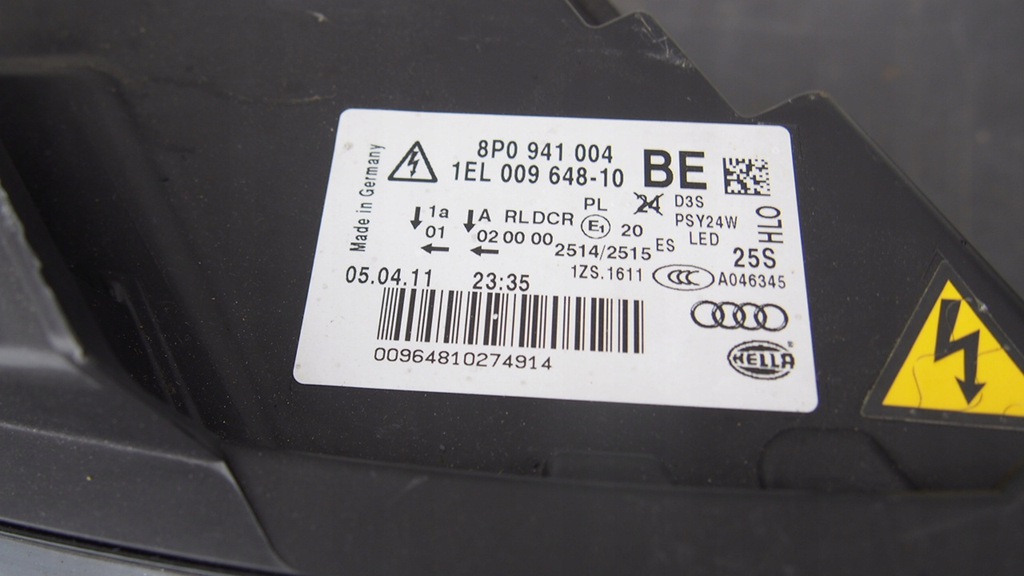 Made in Germany
8P0 941 004 BE
1EL 009 648-10
1a A RLDCR PL 24 D3S
01 02 00 00 E1 20 PSY24W
2514/2515 ES LED HLO
1ZS.1611 CCC 25S
A046345
05.04.11 23:35
00964810274914
HELLA